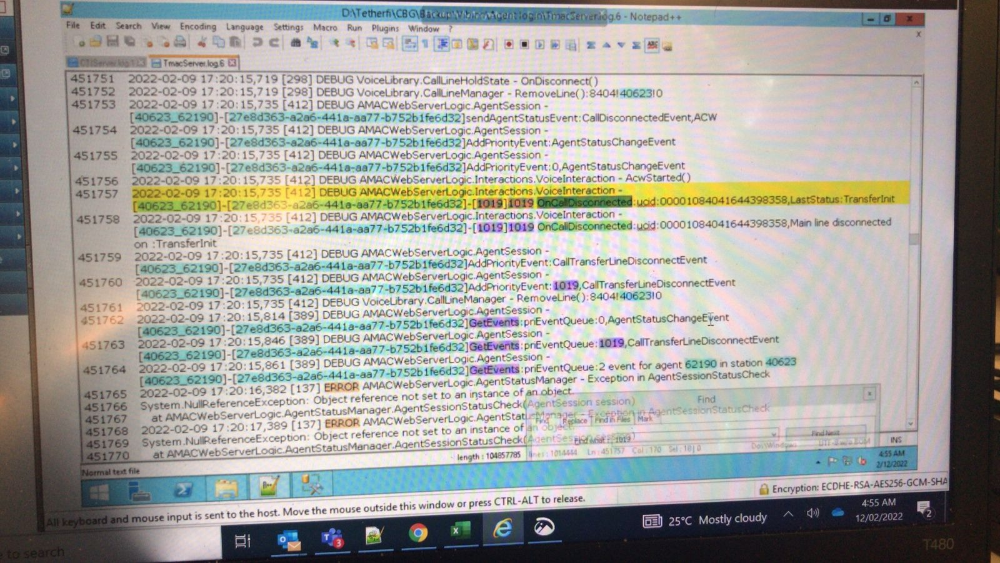 D:\Tetherfi\CBG\Backup\Vibin\Agent login\TmacServer.log.6 - Notepad++
File Edit Search View Encoding Language Settings Macro Run Plugins Window ?
CTIServer.log.1 TmacServer.log.6
451751 2022-02-09 17:20:15,719 [298] DEBUG VoiceLibrary.CallLineHoldState - OnDisconnect()
451752 2022-02-09 17:20:15,719 [298] DEBUG VoiceLibrary.CallLineManager - RemoveLine():8404!40623!0
451753 2022-02-09 17:20:15,735 [412] DEBUG AMACWebServerLogic.AgentSession -
[40623_62190]-[27e8d363-a2a6-441a-aa77-b752b1fe6d32]sendAgentStatusEvent:CallDisconnectedEvent,ACW
451754 2022-02-09 17:20:15,735 [412] DEBUG AMACWebServerLogic.AgentSession -
[40623_62190]-[27e8d363-a2a6-441a-aa77-b752b1fe6d32]AddPriorityEvent:AgentStatusChangeEvent
451755 2022-02-09 17:20:15,735 [412] DEBUG AMACWebServerLogic.AgentSession -
[40623_62190]-[27e8d363-a2a6-441a-aa77-b752b1fe6d32]AddPriorityEvent:0,AgentStatusChangeEvent
451756 2022-02-09 17:20:15,735 [412] DEBUG AMACWebServerLogic.Interactions.VoiceInteraction - AcwStarted()
451757 2022-02-09 17:20:15,735 [412] DEBUG AMACWebServerLogic.Interactions.VoiceInteraction -
[40623_62190]-[27e8d363-a2a6-441a-aa77-b752b1fe6d32]-[1019]1019 OnCallDisconnected:ucid:00001084041644398358,LastStatus:TransferInit
451758 2022-02-09 17:20:15,735 [412] DEBUG AMACWebServerLogic.Interactions.VoiceInteraction -
[40623_62190]-[27e8d363-a2a6-441a-aa77-b752b1fe6d32]-[1019]1019 OnCallDisconnected:ucid:00001084041644398358,Main line disconnected
on :TransferInit
451759 2022-02-09 17:20:15,735 [412] DEBUG AMACWebServerLogic.AgentSession -
[40623_62190]-[27e8d363-a2a6-441a-aa77-b752b1fe6d32]AddPriorityEvent:CallTransferLineDisconnectEvent
451760 2022-02-09 17:20:15,735 [412] DEBUG AMACWebServerLogic.AgentSession -
[40623_62190]-[27e8d363-a2a6-441a-aa77-b752b1fe6d32]AddPriorityEvent:1019,CallTransferLineDisconnectEvent
451761 2022-02-09 17:20:15,735 [412] DEBUG VoiceLibrary.CallLineManager - RemoveLine():8404!40623!0
451762 2022-02-09 17:20:15,814 [389] DEBUG AMACWebServerLogic.AgentSession -
[40623_62190]-[27e8d363-a2a6-441a-aa77-b752b1fe6d32]GetEvents:priEventQueue:0,AgentStatusChangeEvent
451763 2022-02-09 17:20:15,846 [389] DEBUG AMACWebServerLogic.AgentSession -
[40623_62190]-[27e8d363-a2a6-441a-aa77-b752b1fe6d32]GetEvents:priEventQueue:1019,CallTransferLineDisconnectEvent
451764 2022-02-09 17:20:15,861 [389] DEBUG AMACWebServerLogic.AgentSession -
[40623_62190]-[27e8d363-a2a6-441a-aa77-b752b1fe6d32]GetEvents:priEventQueue:2 event for agent 62190 in station 40623
451765 2022-02-09 17:20:16,382 [137] ERROR AMACWebServerLogic.AgentStatusManager - Exception in AgentSessionStatusCheck
451766 System.NullReferenceException: Object reference not set to an instance of an object.
451767 at AMACWebServerLogic.AgentStatusManager.AgentSessionStatusCheck(AgentSession session)
451768 2022-02-09 17:20:17,389 [137] ERROR AMACWebServerLogic.AgentStatusManager - Exception in AgentSessionStatusCheck
451769 System.NullReferenceException: Object reference not set to an instance of an object.
451770 at AMACWebServerLogic.AgentStatusManager.AgentSessionStatusCheck(AgentSession session)
Find
Find Replace Find in Files Mark
Find what : 1019
Find Next
Normal text file length : 104857785 lines : 1014444 Ln : 451757 Col : 170 Sel : 18 | 0 Dos\Windows INS
4:55 AM
2/12/2022
Encryption: ECDHE-RSA-AES256-GCM-SHA
All keyboard and mouse input is sent to the host. Move the mouse outside this window or press CTRL-ALT to release.
3
25°C Mostly cloudy
4:55 AM
12/02/2022
2
e to search
T480